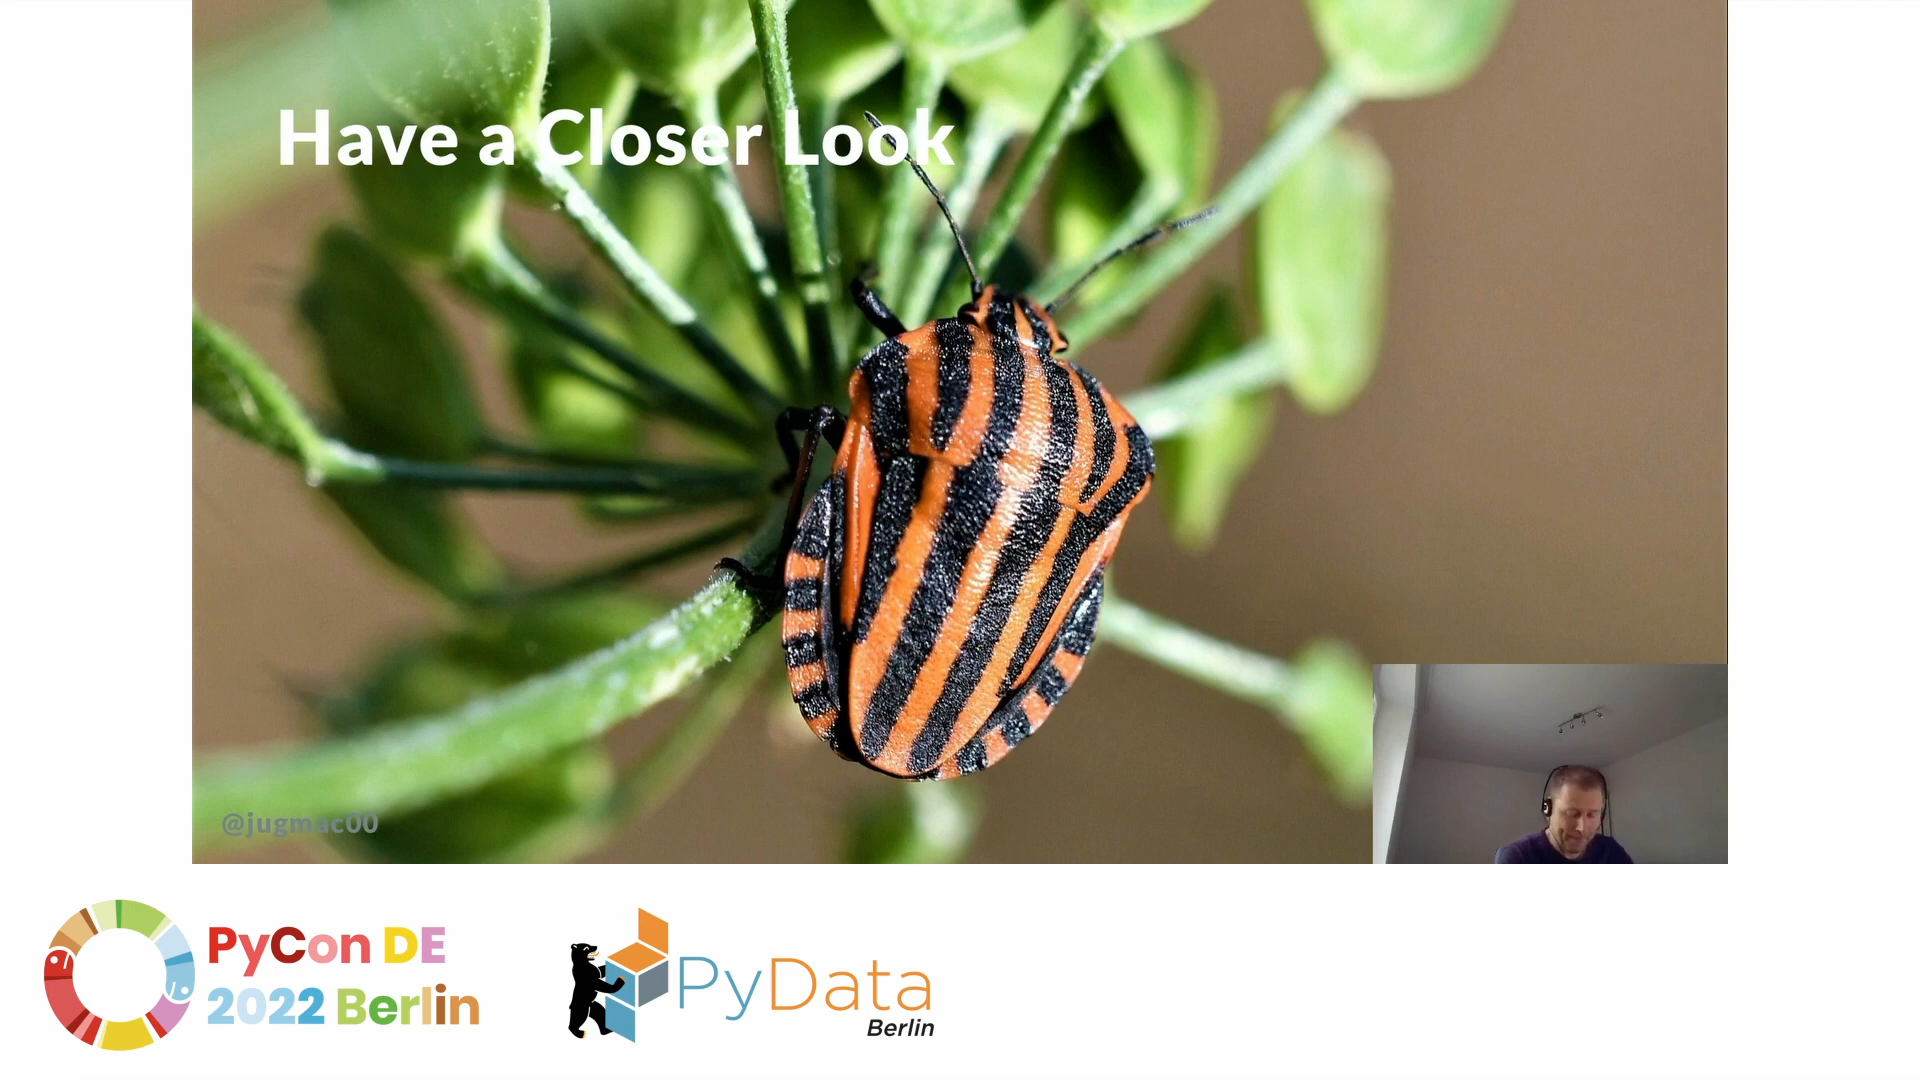 Have a Closer Look
@jugmac00
PyCon DE
2022 Berlin
PyData
Berlin